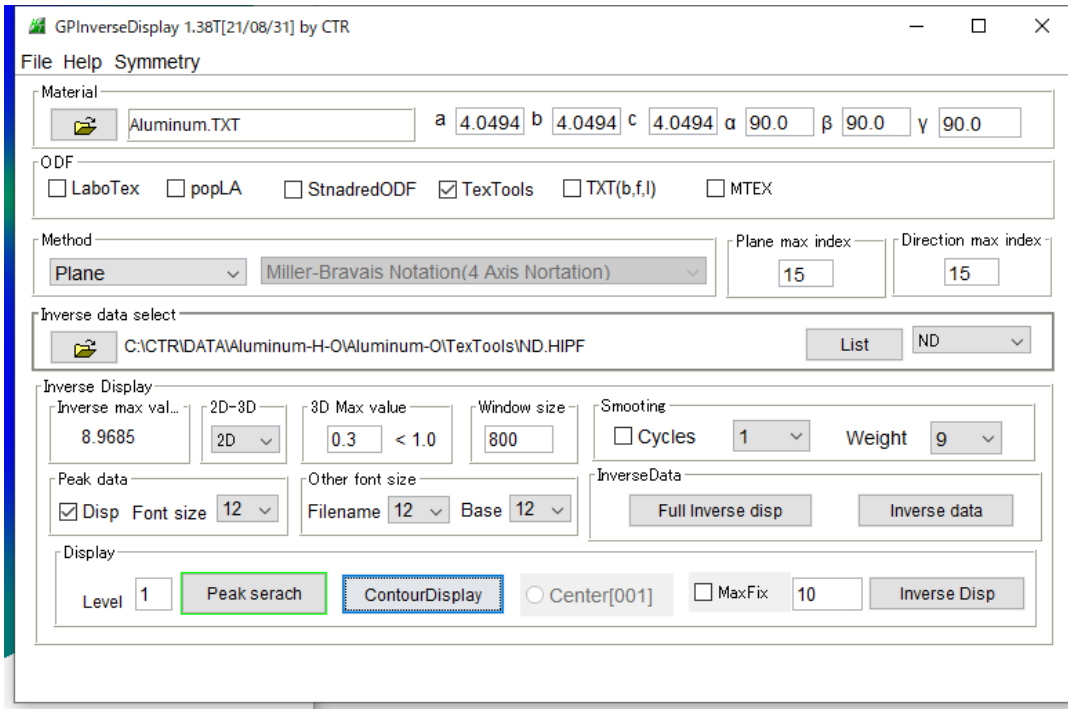 GPInverseDisplay 1.38T[21/08/31] by CTR
File Help Symmetry
Material
Aluminum.TXT a 4.0494 b 4.0494 c 4.0494 α 90.0 β 90.0 γ 90.0
ODF
LaboTex popLA StnadredODF TexTools TXT(b,f,l) MTEX
Method Plane max index Direction max index
Plane Miller-Bravais Notation(4 Axis Nortation) 15 15
Inverse data select
C:\CTR\DATA\Aluminum-H-O\Aluminum-O\TexTools\ND.HIPF List ND
Inverse Display
Inverse max val... 2D-3D 3D Max value Window size Smooting
8.9685 2D 0.3 < 1.0 800 Cycles 1 Weight 9
Peak data Other font size InverseData
Disp Font size 12 Filename 12 Base 12 Full Inverse disp Inverse data
Display
Level 1 Peak serach ContourDisplay Center[001] MaxFix 10 Inverse Disp